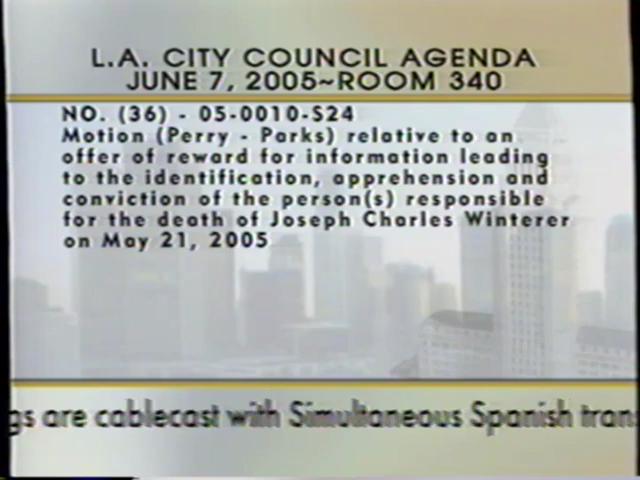 L.A. CITY COUNCIL AGENDA
JUNE 7, 2005~ROOM 340
NO. (36) - 05-0010-S24
Motion (Perry - Parks) relative to an
offer of reward for information leading
to the identification, apprehension and
conviction of the person(s) responsible
for the death of Joseph Charles Winterer
on May 21, 2005
gs are cablecast with Simultaneous Spanish trans